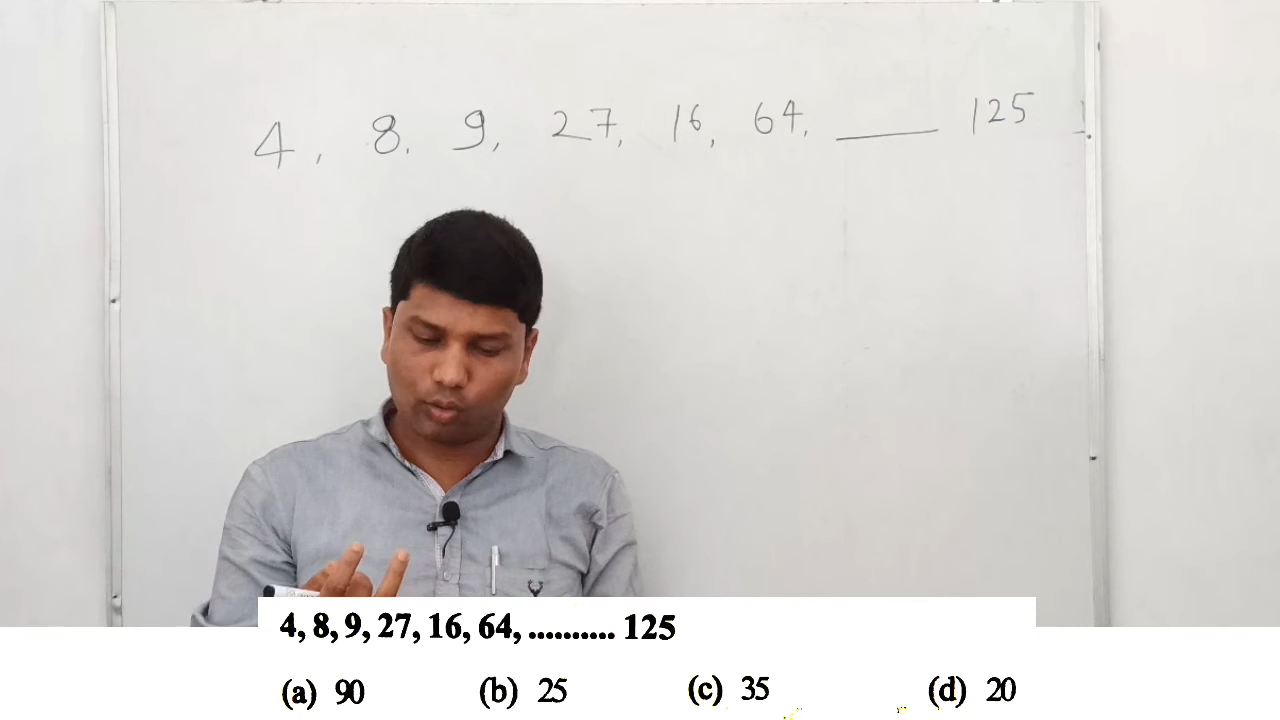 4, 8, 9, 27, 16, 64, ____ 125
4, 8, 9, 27, 16, 64, .......... 125
(a) 90 (b) 25 (c) 35 (d) 20